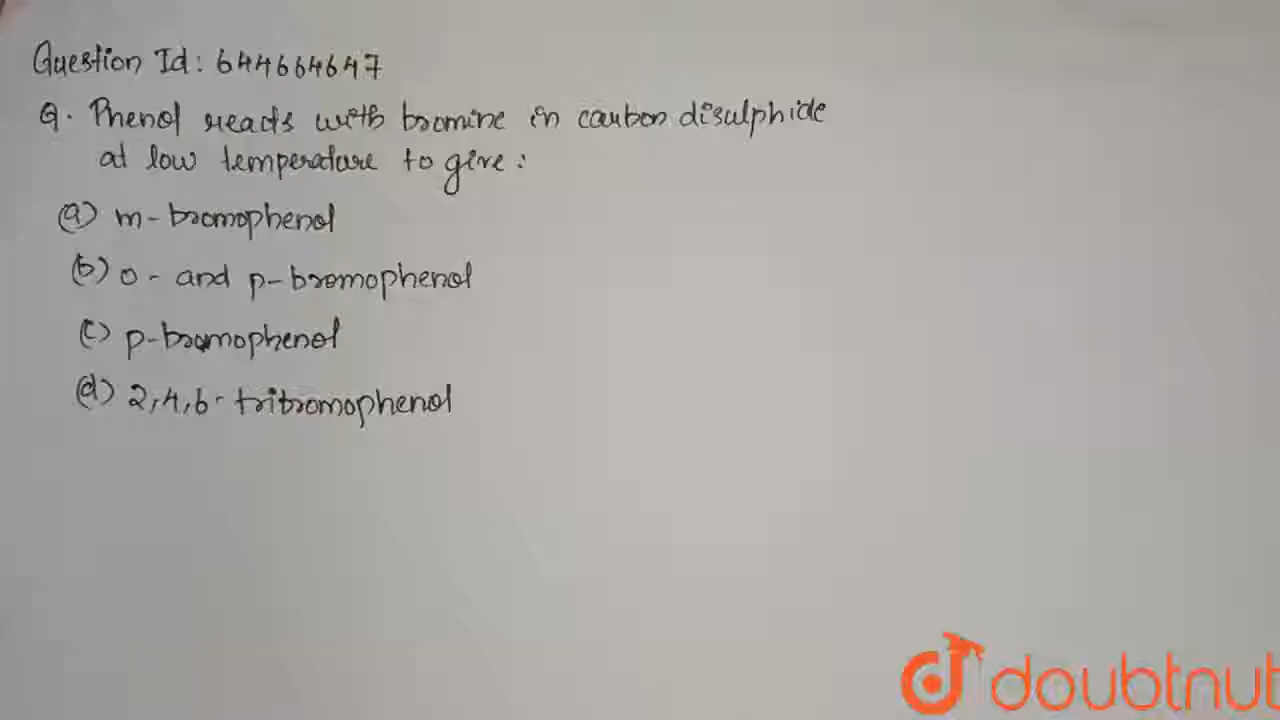 Question Id: 644664647
Q. Phenol reacts with bromine in carbon disulphide
at low temperature to give:
(a) m-bromophenol
(b) o- and p-bromophenol
(c) p-bromophenol
(d) 2,4,6-tribromophenol
doubtnut